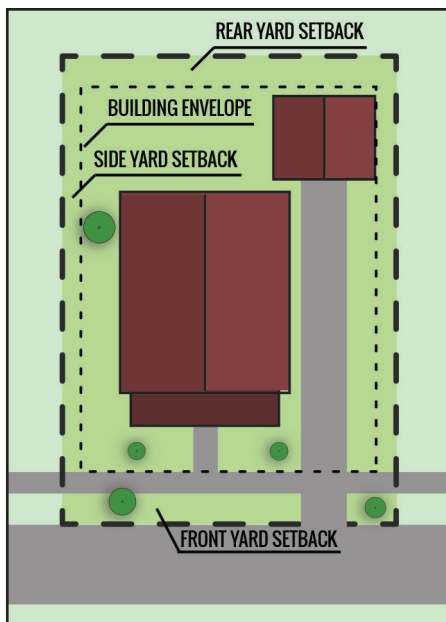 REAR YARD SETBACK
BUILDING ENVELOPE
SIDE YARD SETBACK
FRONT YARD SETBACK